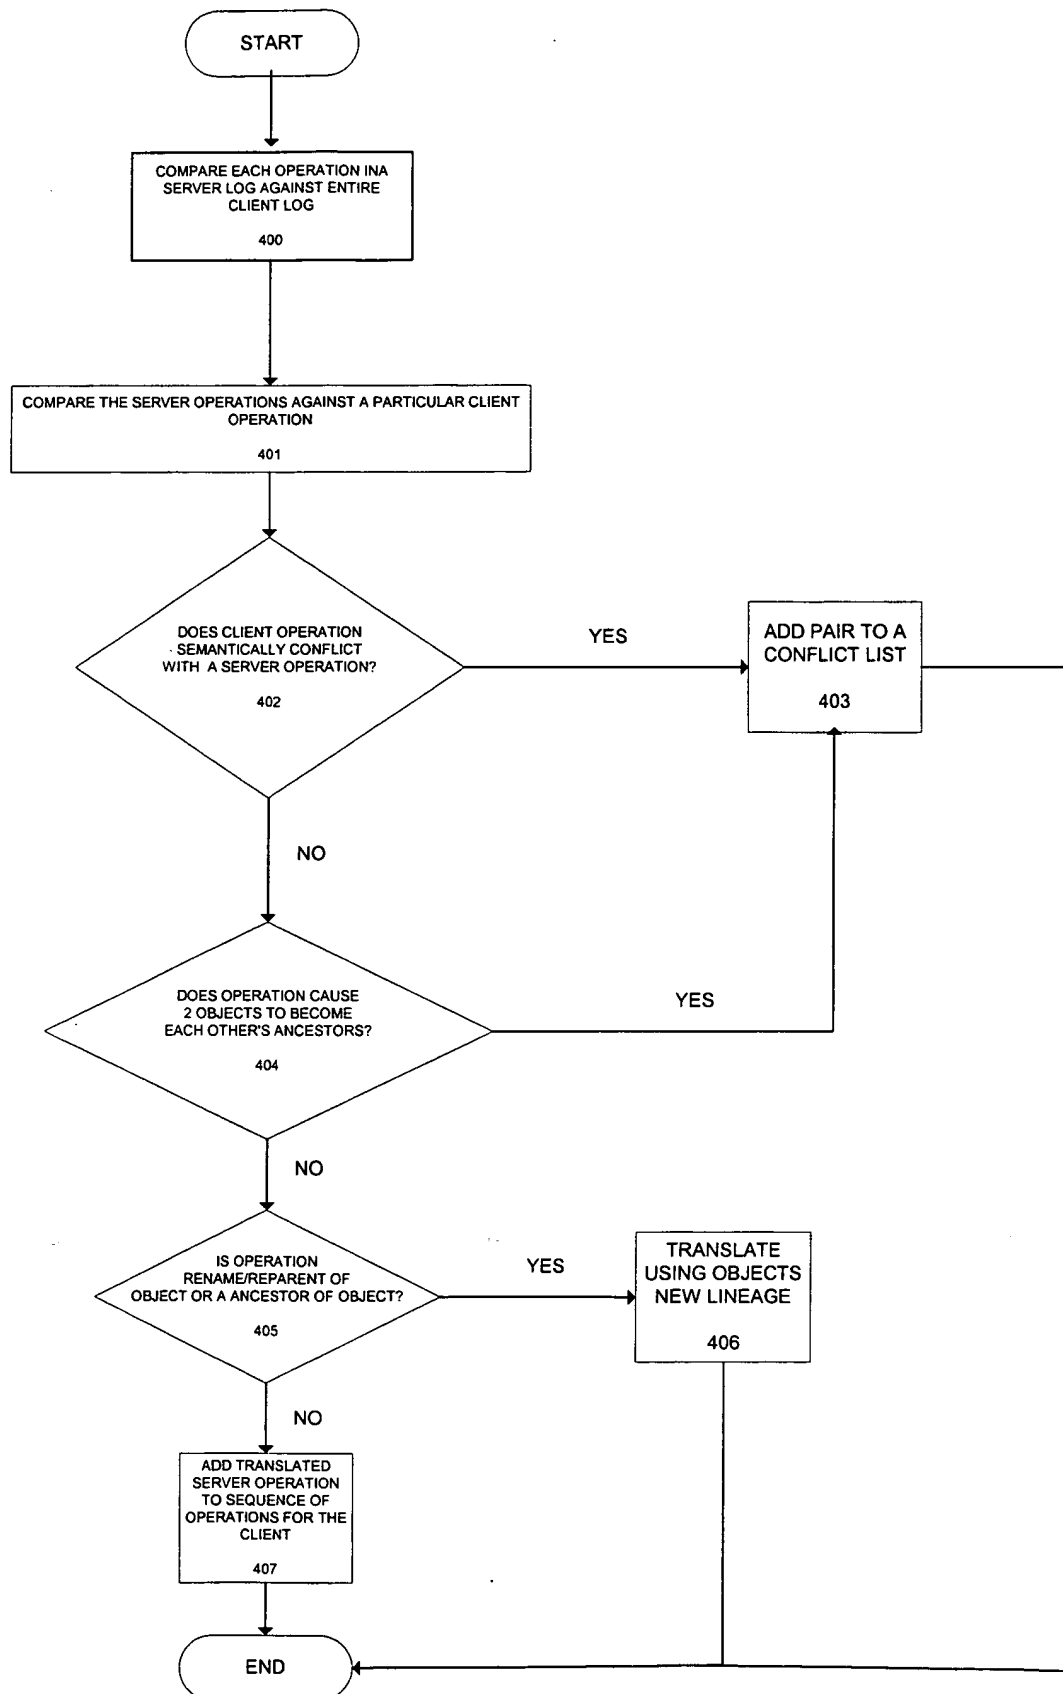 START
COMPARE EACH OPERATION INA
SERVER LOG AGAINST ENTIRE
CLIENT LOG
400
COMPARE THE SERVER OPERATIONS AGAINST A PARTICULAR CLIENT
OPERATION
401
DOES CLIENT OPERATION
SEMANTICALLY CONFLICT
WITH A SERVER OPERATION?
402
YES
ADD PAIR TO A
CONFLICT LIST
403
NO
DOES OPERATION CAUSE
2 OBJECTS TO BECOME
EACH OTHER'S ANCESTORS?
404
YES
NO
IS OPERATION
RENAME/REPARENT OF
OBJECT OR A ANCESTOR OF OBJECT?
405
YES
TRANSLATE
USING OBJECTS
NEW LINEAGE
406
NO
ADD TRANSLATED
SERVER OPERATION
TO SEQUENCE OF
OPERATIONS FOR THE
CLIENT
407
END